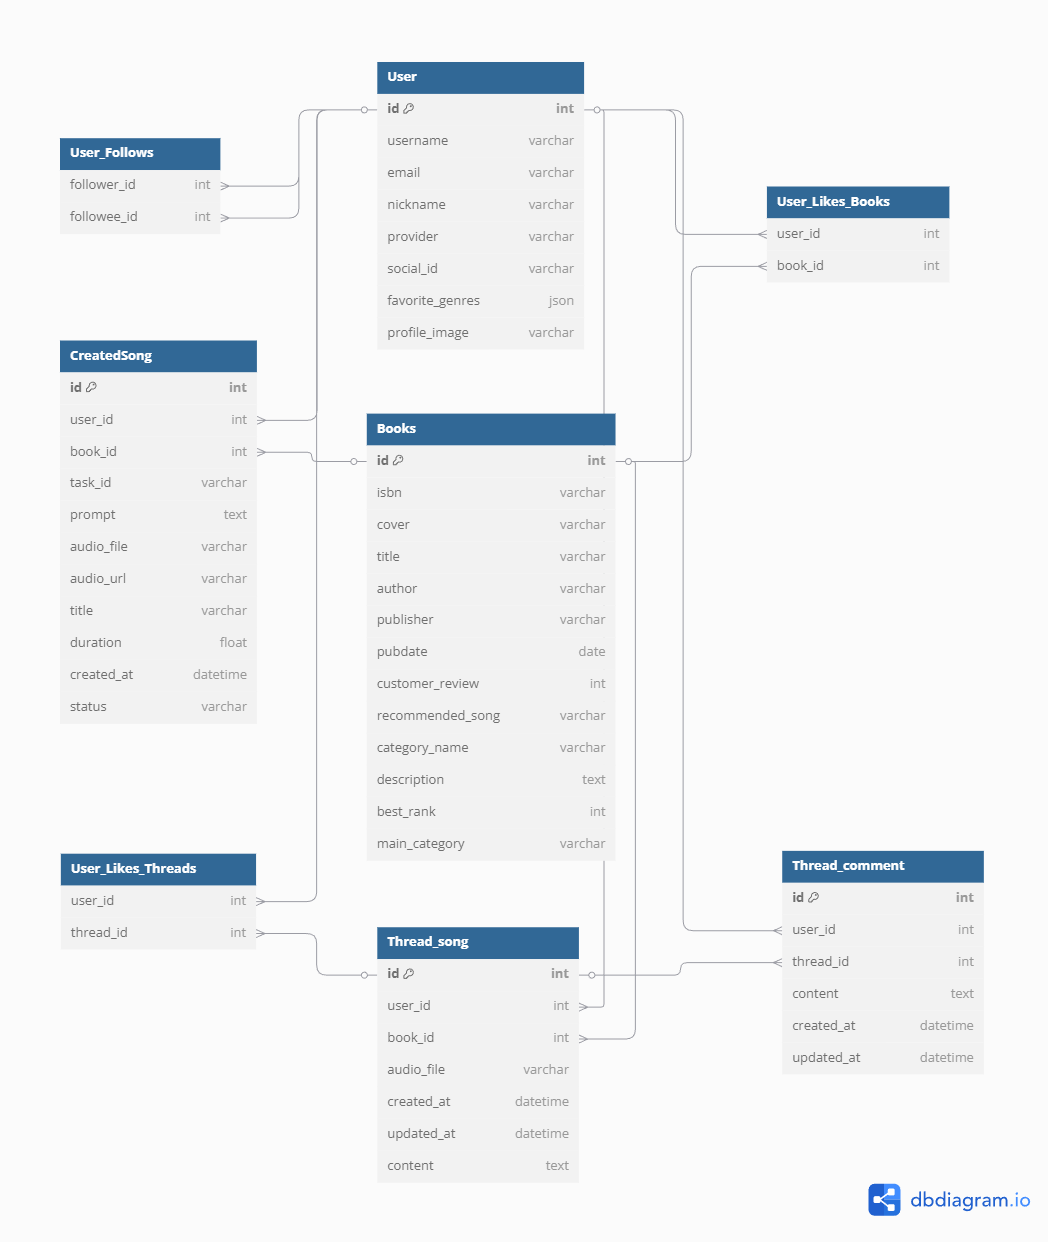 User
id int
username varchar
email varchar
nickname varchar
provider varchar
social_id varchar
favorite_genres json
profile_image varchar
User_Follows
follower_id int
followee_id int
User_Likes_Books
user_id int
book_id int
CreatedSong
id int
user_id int
book_id int
task_id varchar
prompt text
audio_file varchar
audio_url varchar
title varchar
duration float
created_at datetime
status varchar
Books
id int
isbn varchar
cover varchar
title varchar
author varchar
publisher varchar
pubdate date
customer_review int
recommended_song varchar
category_name varchar
description text
best_rank int
main_category varchar
User_Likes_Threads
user_id int
thread_id int
Thread_song
id int
user_id int
book_id int
audio_file varchar
created_at datetime
updated_at datetime
content text
Thread_comment
id int
user_id int
thread_id int
content text
created_at datetime
updated_at datetime
dbdiagram.io